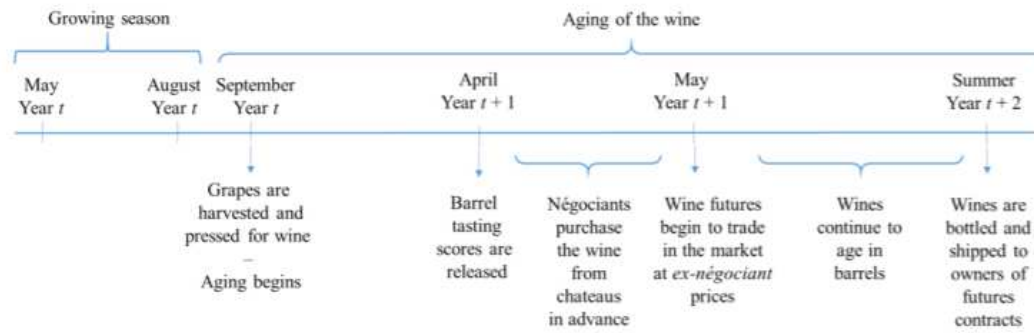 Growing season
Aging of the wine
May
Year t
August
Year t
September
Year t
April
Year t + 1
May
Year t + 1
Summer
Year t + 2
Grapes are
harvested and
pressed for wine
–
Aging begins
Barrel
tasting
scores are
released
Négociants
purchase
the wine
from
chateaus
in advance
Wine futures
begin to trade
in the market
at ex-négociant
prices
Wines
continue to
age in
barrels
Wines are
bottled and
shipped to
owners of
futures
contracts